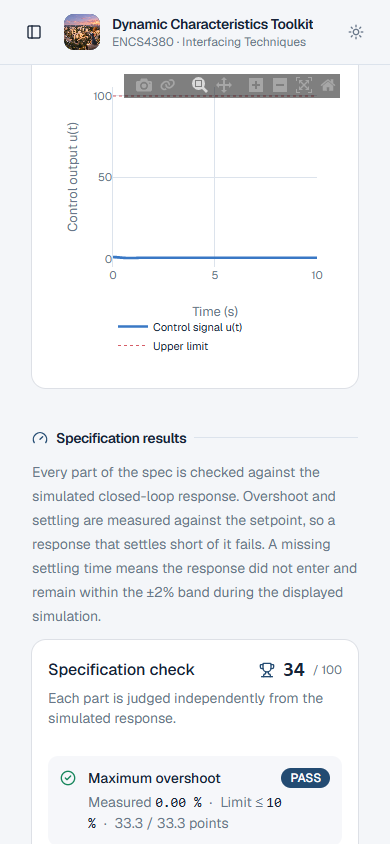 Dynamic Characteristics Toolkit
ENCS4380 · Interfacing Techniques
100
50
0
Control output u(t)
0 5 10
Time (s)
Control signal u(t)
Upper limit
Specification results
Every part of the spec is checked against the
simulated closed-loop response. Overshoot and
settling are measured against the setpoint, so a
response that settles short of it fails. A missing
settling time means the response did not enter and
remain within the ±2% band during the displayed
simulation.
Specification check 34 / 100
Each part is judged independently from the
simulated response.
Maximum overshoot PASS
Measured 0.00 % · Limit ≤ 10
% · 33.3 / 33.3 points